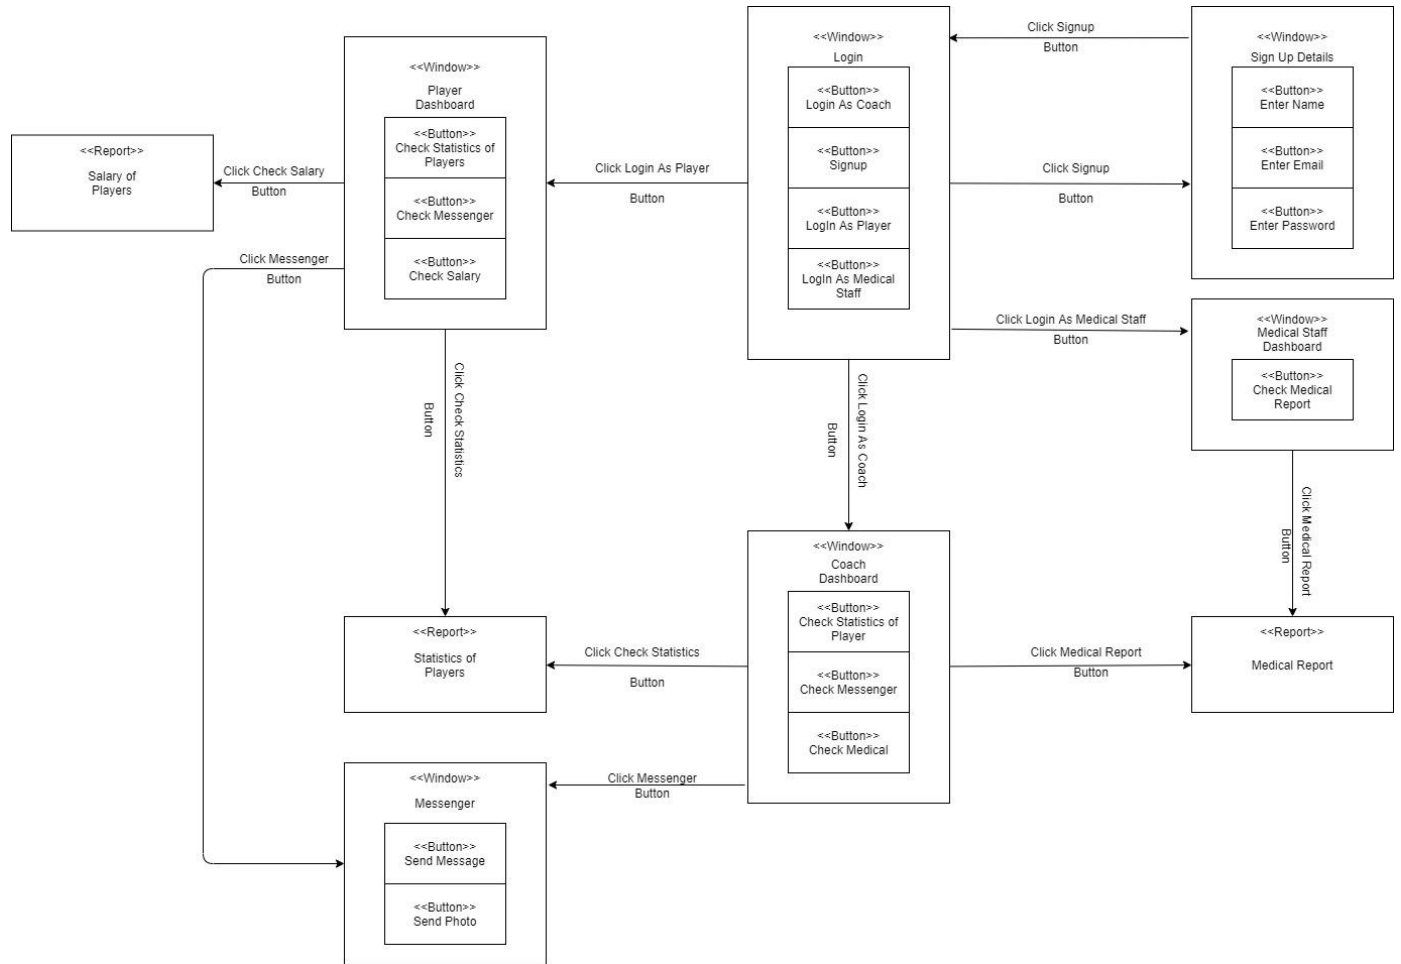 <<Report>>
Salary of
Players
Click Check Salary
Button
Click Messenger
Button
<<Window>>
Player
Dashboard
<<Button>>
Check Statistics of
Players
<<Button>>
Check Messenger
<<Button>>
Check Salary
Click Check Statistics
Button
Click Login As Player
Button
<<Window>>
Login
<<Button>>
Login As Coach
<<Button>>
Signup
<<Button>>
LogIn As Player
<<Button>>
LogIn As Medical
Staff
Click Signup
Button
Click Signup
Button
<<Window>>
Sign Up Details
<<Button>>
Enter Name
<<Button>>
Enter Email
<<Button>>
Enter Password
Click Login As Medical Staff
Button
<<Window>>
Medical Staff
Dashboard
<<Button>>
Check Medical
Report
Click Login As Coach
Button
Click Medical Report
Button
<<Report>>
Statistics of
Players
Click Check Statistics
Button
<<Window>>
Coach
Dashboard
<<Button>>
Check Statistics of
Player
<<Button>>
Check Messenger
<<Button>>
Check Medical
Click Medical Report
Button
<<Report>>
Medical Report
Click Messenger
Button
<<Window>>
Messenger
<<Button>>
Send Message
<<Button>>
Send Photo